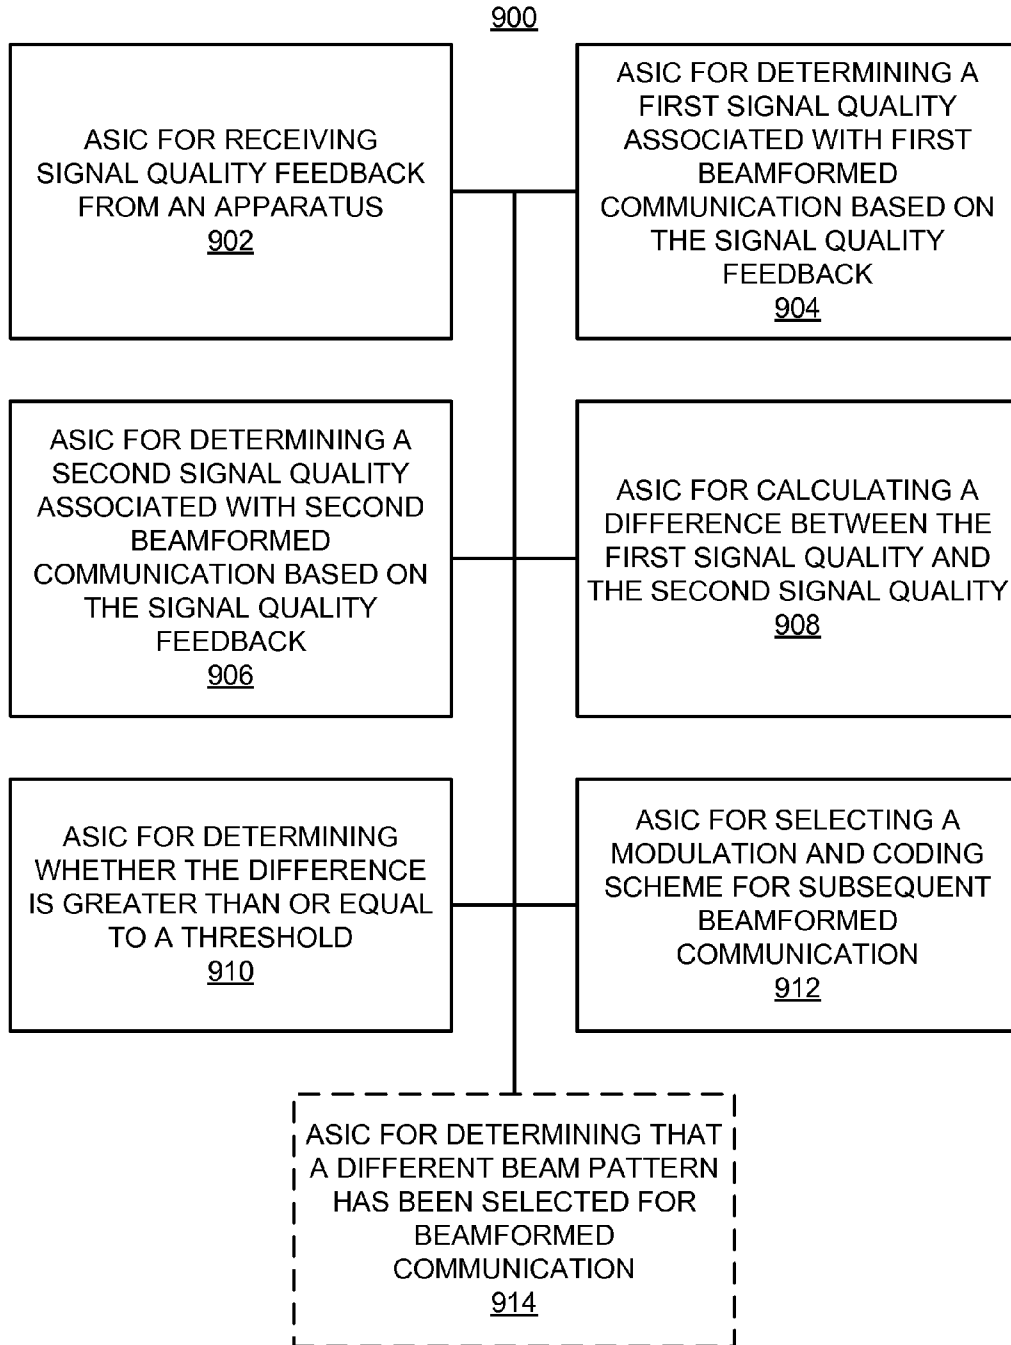 900
ASIC FOR RECEIVING
SIGNAL QUALITY FEEDBACK
FROM AN APPARATUS
902
ASIC FOR DETERMINING A
FIRST SIGNAL QUALITY
ASSOCIATED WITH FIRST
BEAMFORMED
COMMUNICATION BASED ON
THE SIGNAL QUALITY
FEEDBACK
904
ASIC FOR DETERMINING A
SECOND SIGNAL QUALITY
ASSOCIATED WITH SECOND
BEAMFORMED
COMMUNICATION BASED ON
THE SIGNAL QUALITY
FEEDBACK
906
ASIC FOR CALCULATING A
DIFFERENCE BETWEEN THE
FIRST SIGNAL QUALITY AND
THE SECOND SIGNAL QUALITY
908
ASIC FOR DETERMINING
WHETHER THE DIFFERENCE
IS GREATER THAN OR EQUAL
TO A THRESHOLD
910
ASIC FOR SELECTING A
MODULATION AND CODING
SCHEME FOR SUBSEQUENT
BEAMFORMED
COMMUNICATION
912
ASIC FOR DETERMINING THAT
A DIFFERENT BEAM PATTERN
HAS BEEN SELECTED FOR
BEAMFORMED
COMMUNICATION
914